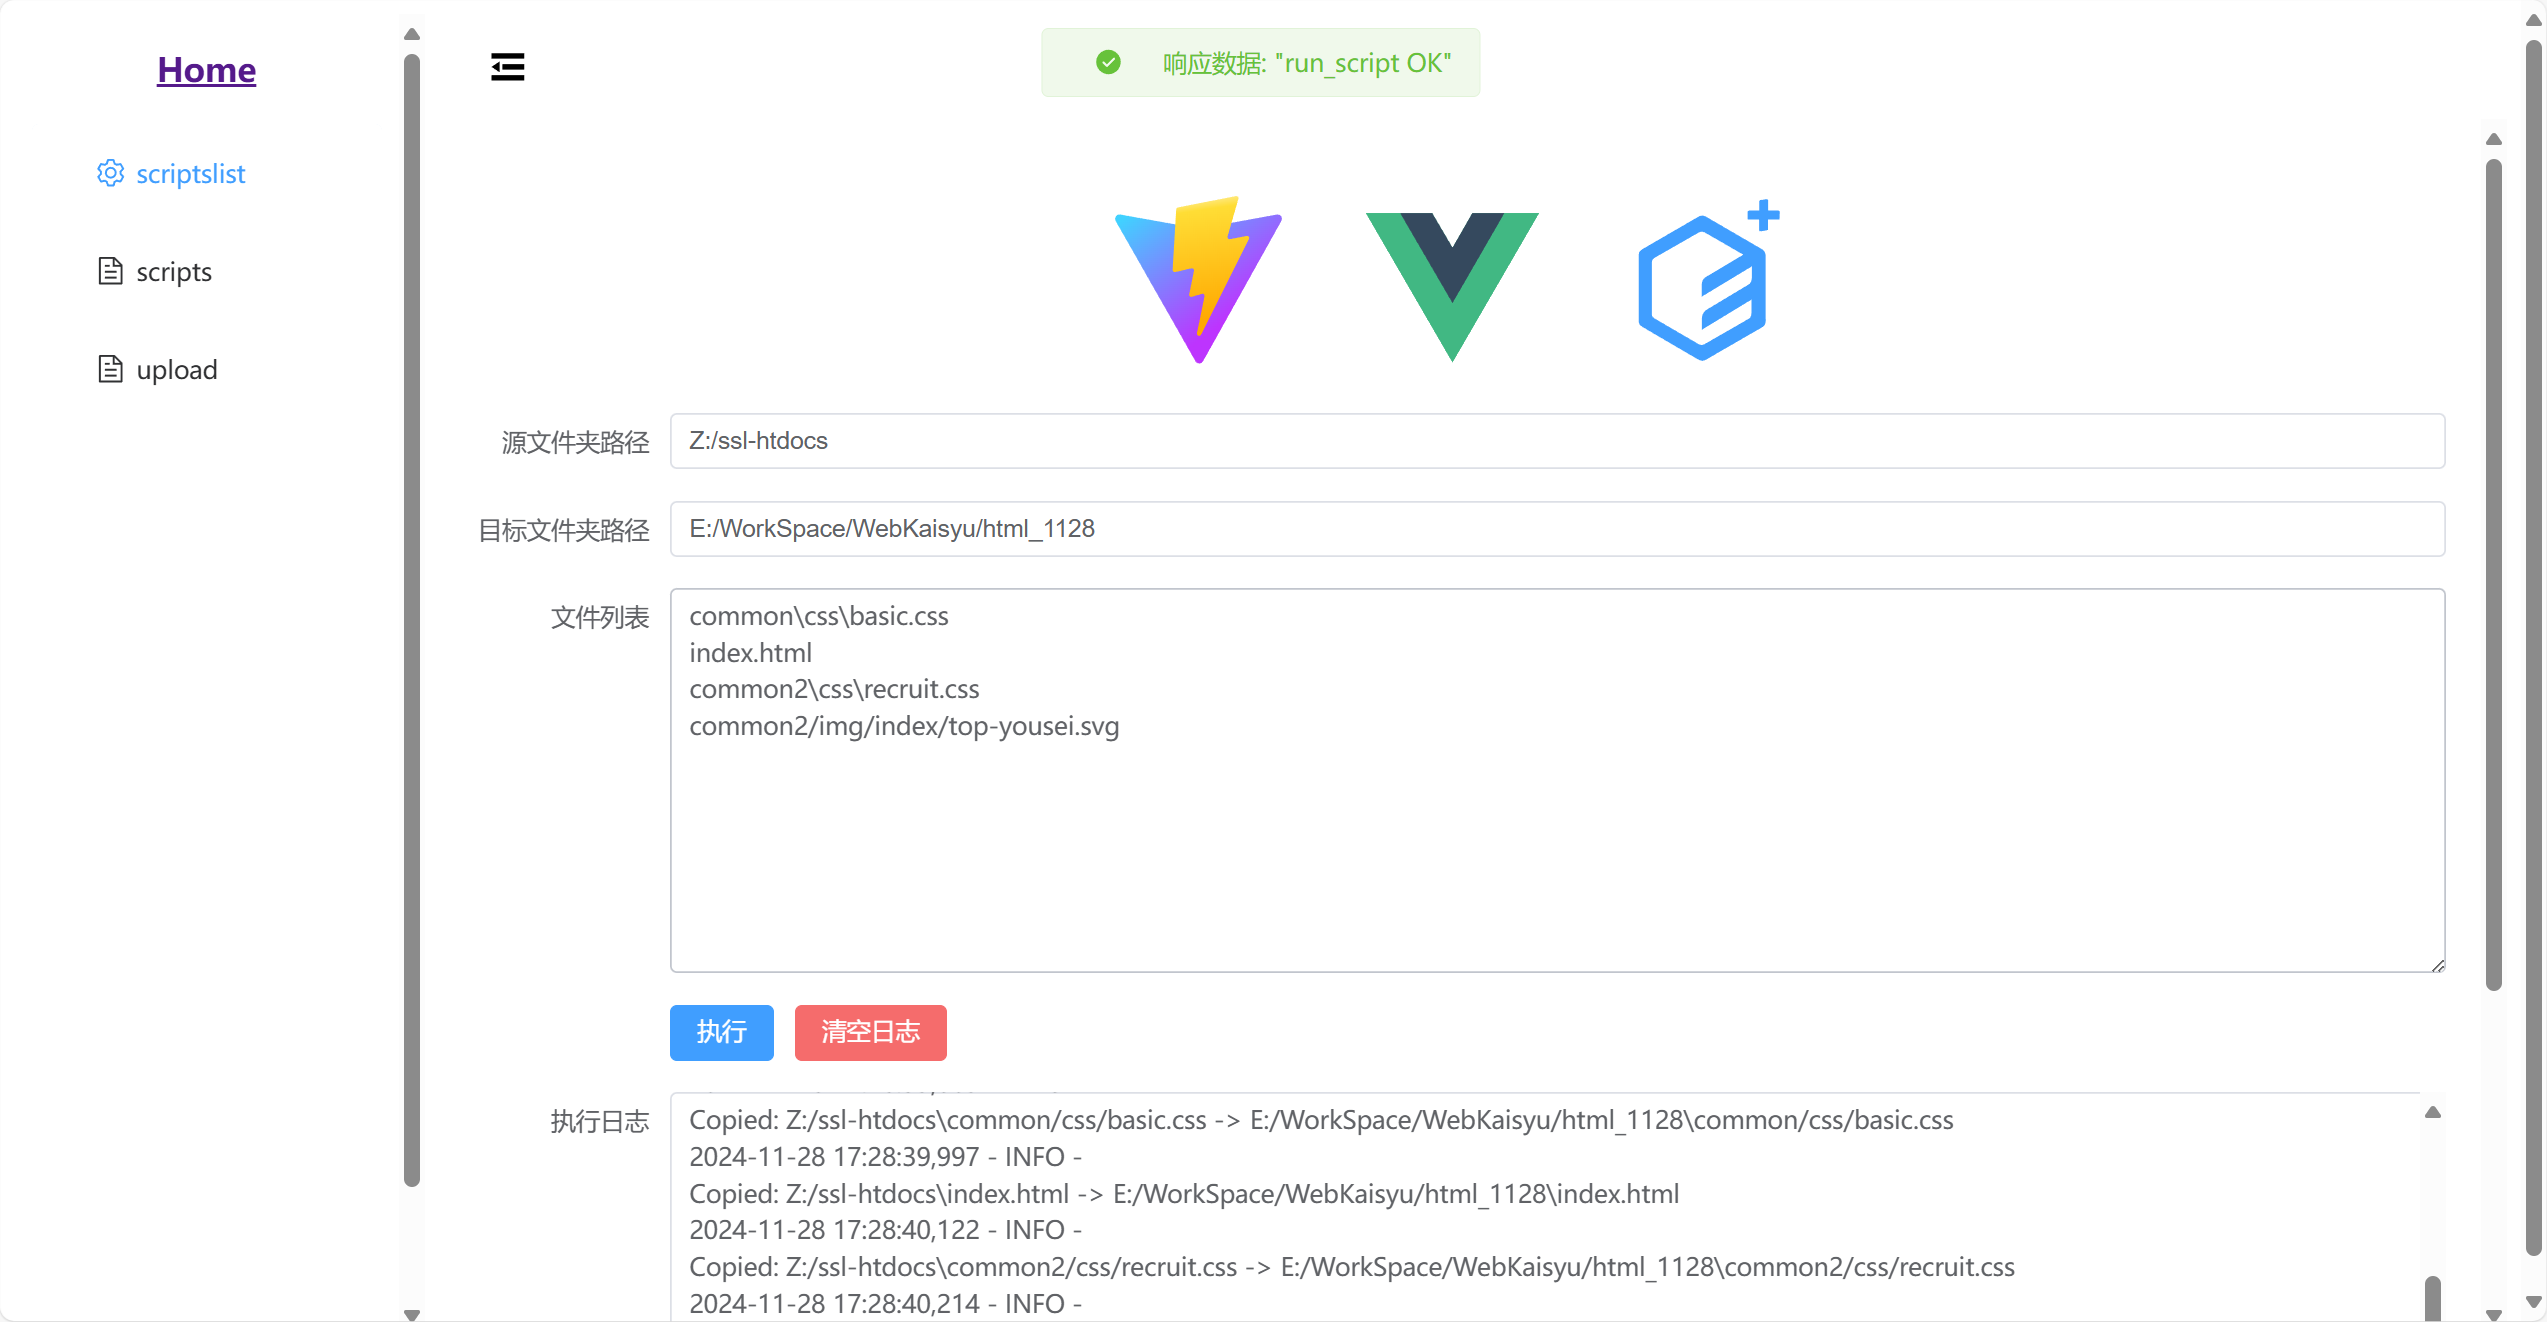 Home
scriptslist
scripts
upload
响应数据: "run_script OK"
源文件夹路径
Z:/ssl-htdocs
目标文件夹路径
E:/WorkSpace/WebKaisyu/html_1128
文件列表
common\css\basic.css
index.html
common2\css\recruit.css
common2/img/index/top-yousei.svg
执行
清空日志
执行日志
Copied: Z:/ssl-htdocs\common/css/basic.css -> E:/WorkSpace/WebKaisyu/html_1128\common/css/basic.css
2024-11-28 17:28:39,997 - INFO -
Copied: Z:/ssl-htdocs\index.html -> E:/WorkSpace/WebKaisyu/html_1128\index.html
2024-11-28 17:28:40,122 - INFO -
Copied: Z:/ssl-htdocs\common2/css/recruit.css -> E:/WorkSpace/WebKaisyu/html_1128\common2/css/recruit.css
2024-11-28 17:28:40,214 - INFO -